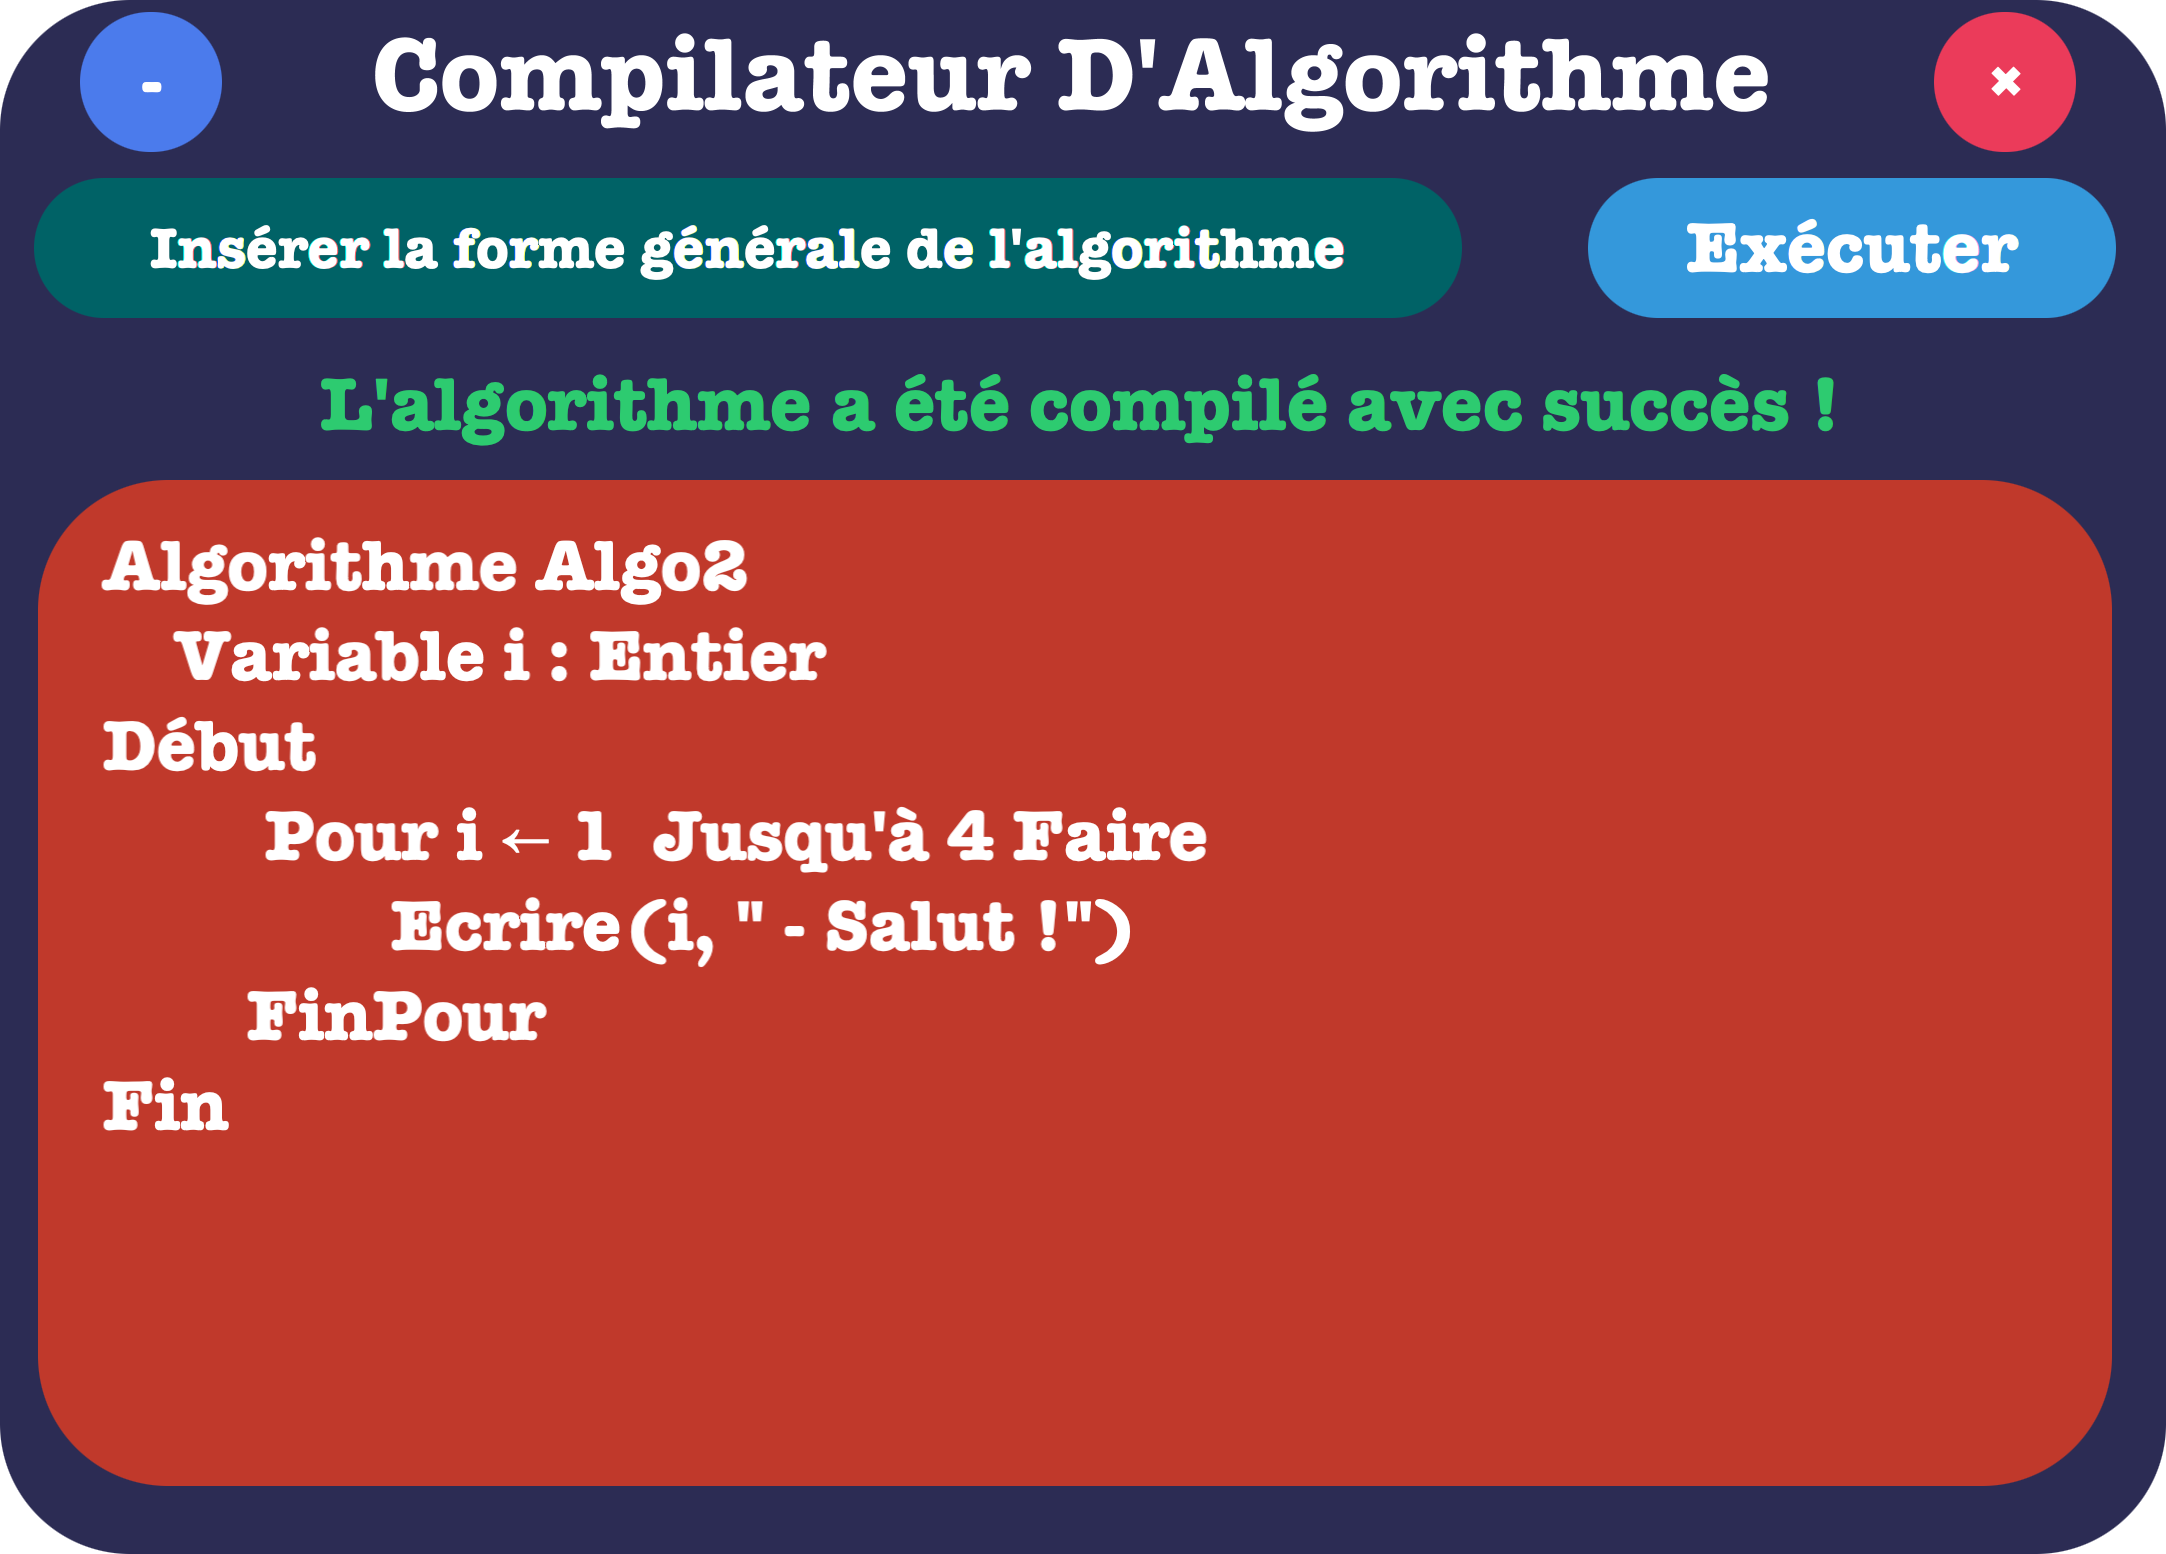 -
Compilateur D'Algorithme
×
Insérer la forme générale de l'algorithme
Exécuter
L'algorithme a été compilé avec succès !
Algorithme Algo2
Variable i : Entier
Début
Pour i ← 1  Jusqu'à 4 Faire
Ecrire(i, " - Salut !")
FinPour
Fin